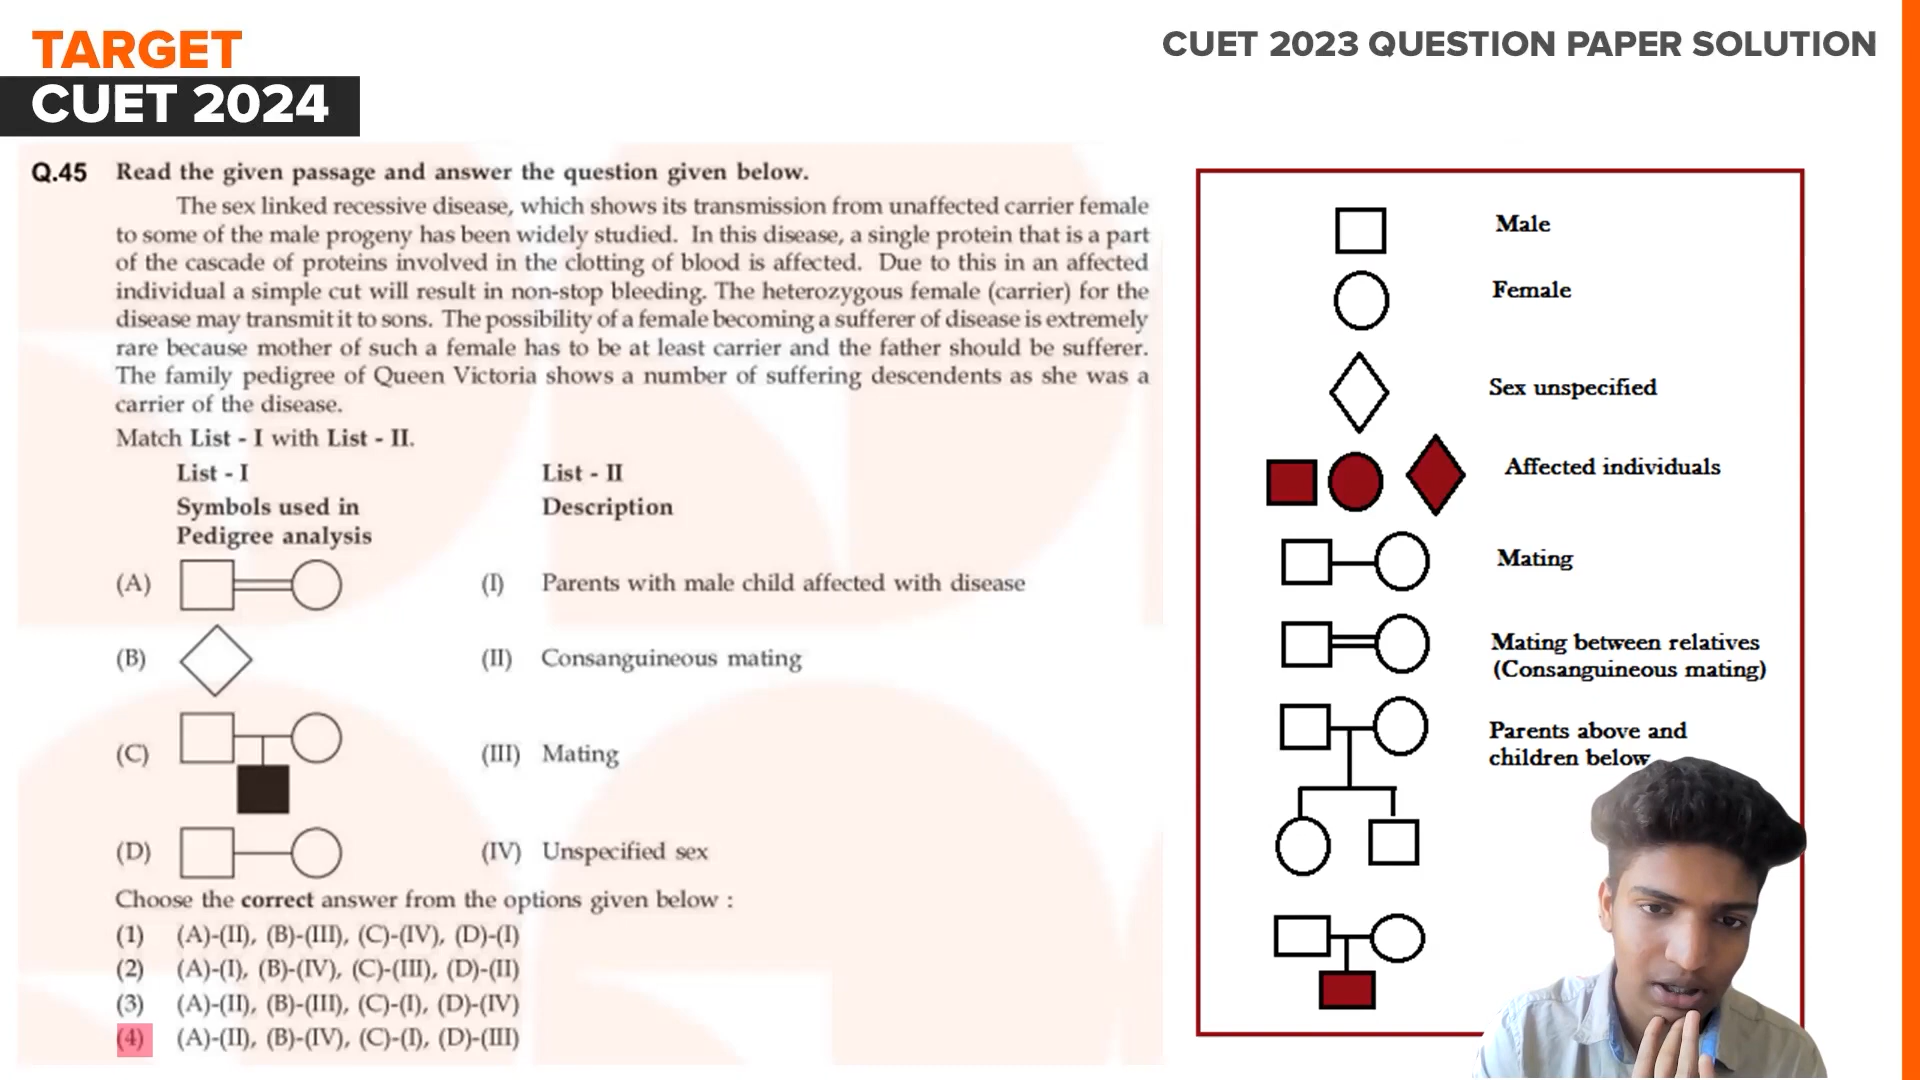 TARGET
CUET 2024
CUET 2023 QUESTION PAPER SOLUTION
Q.45 Read the given passage and answer the question given below.
The sex linked recessive disease, which shows its transmission from unaffected carrier female
to some of the male progeny has been widely studied. In this disease, a single protein that is a part
of the cascade of proteins involved in the clotting of blood is affected. Due to this in an affected
individual a simple cut will result in non-stop bleeding. The heterozygous female (carrier) for the
disease may transmit it to sons. The possibility of a female becoming a sufferer of disease is extremely
rare because mother of such a female has to be at least carrier and the father should be sufferer.
The family pedigree of Queen Victoria shows a number of suffering descendents as she was a
carrier of the disease.
Match List - I with List - II.
List - I List - II
Symbols used in Description
Pedigree analysis
(A) (I) Parents with male child affected with disease
(B) (II) Consanguineous mating
(C) (III) Mating
(D) (IV) Unspecified sex
Choose the correct answer from the options given below :
(1) (A)-(II), (B)-(III), (C)-(IV), (D)-(I)
(2) (A)-(I), (B)-(IV), (C)-(III), (D)-(II)
(3) (A)-(II), (B)-(III), (C)-(I), (D)-(IV)
(4) (A)-(II), (B)-(IV), (C)-(I), (D)-(III)
Male
Female
Sex unspecified
Affected individuals
Mating
Mating between relatives
(Consanguineous mating)
Parents above and
children below